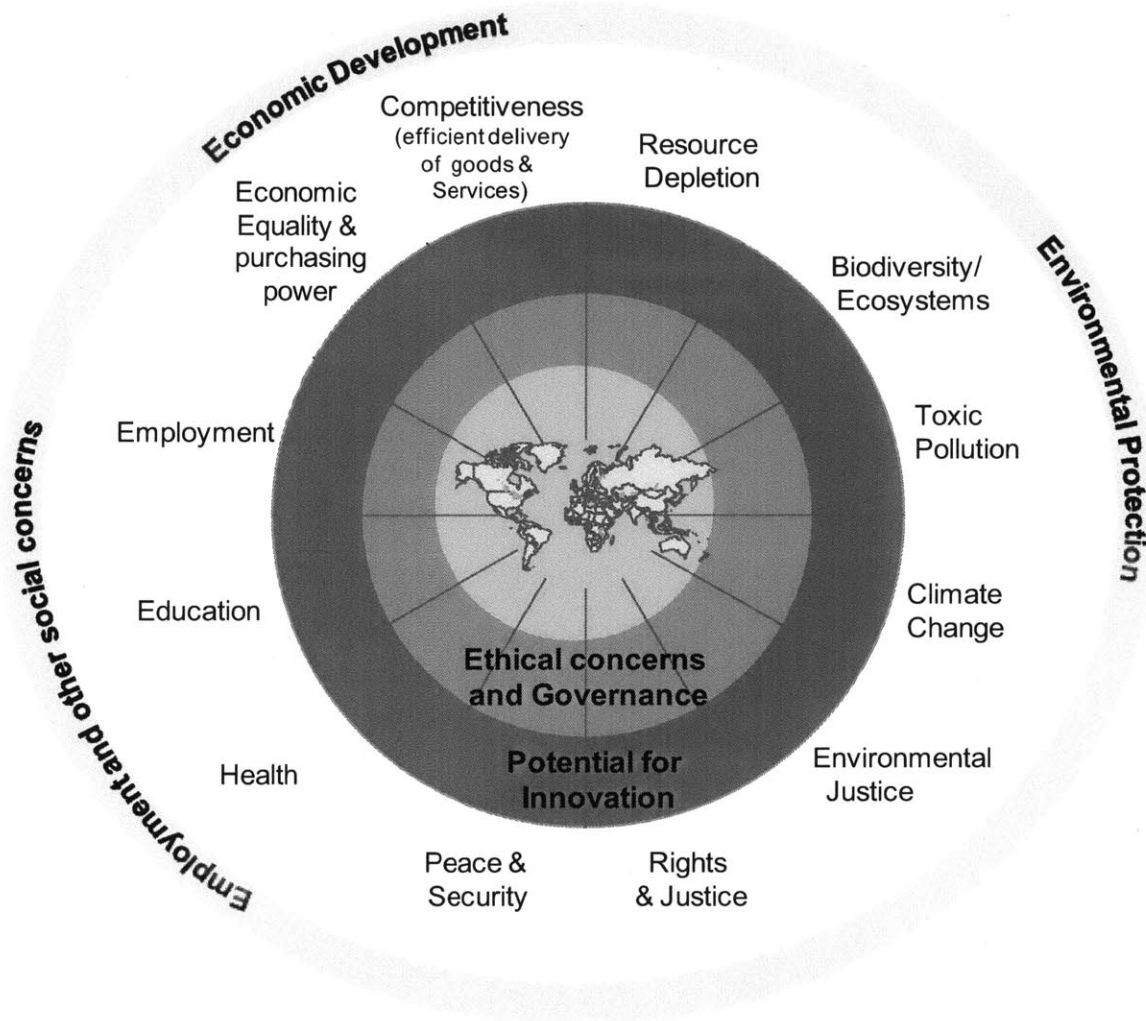 Economic Development
Competitiveness
(efficient delivery
of goods &
Services)
Resource
Depletion
Economic
Equality &
purchasing
power
Biodiversity/
Ecosystems
Environmental Protection
Employment
Toxic
Pollution
Employment and other social concerns
Education
Climate
Change
Ethical concerns
and Governance
Health
Potential for
Innovation
Environmental
Justice
Peace &
Security
Rights
& Justice